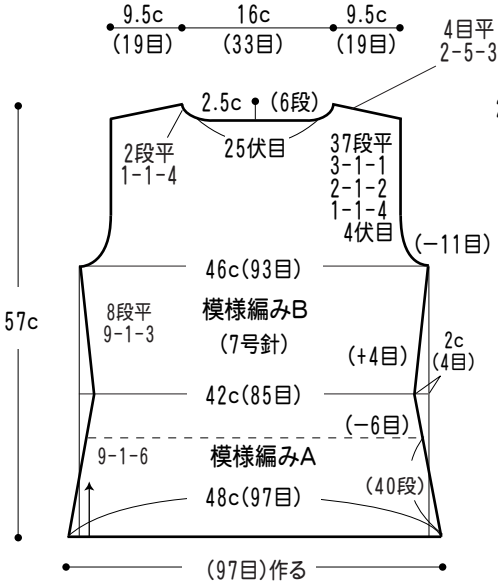 9.5c 16c 9.5c
(19目) (33目) (19目)
4目平
2-5-3
2.5c (6段)
25伏目
2段平
1-1-4
37段平
3-1-1
2-1-2
1-1-4
4伏目
(−11目)
46c(93目)
57c
模様編みB
(7号針)
8段平
9-1-3
(+4目)
2c
(4目)
42c(85目)
(−6目)
9-1-6
模様編みA
(40段)
48c(97目)
(97目)作る